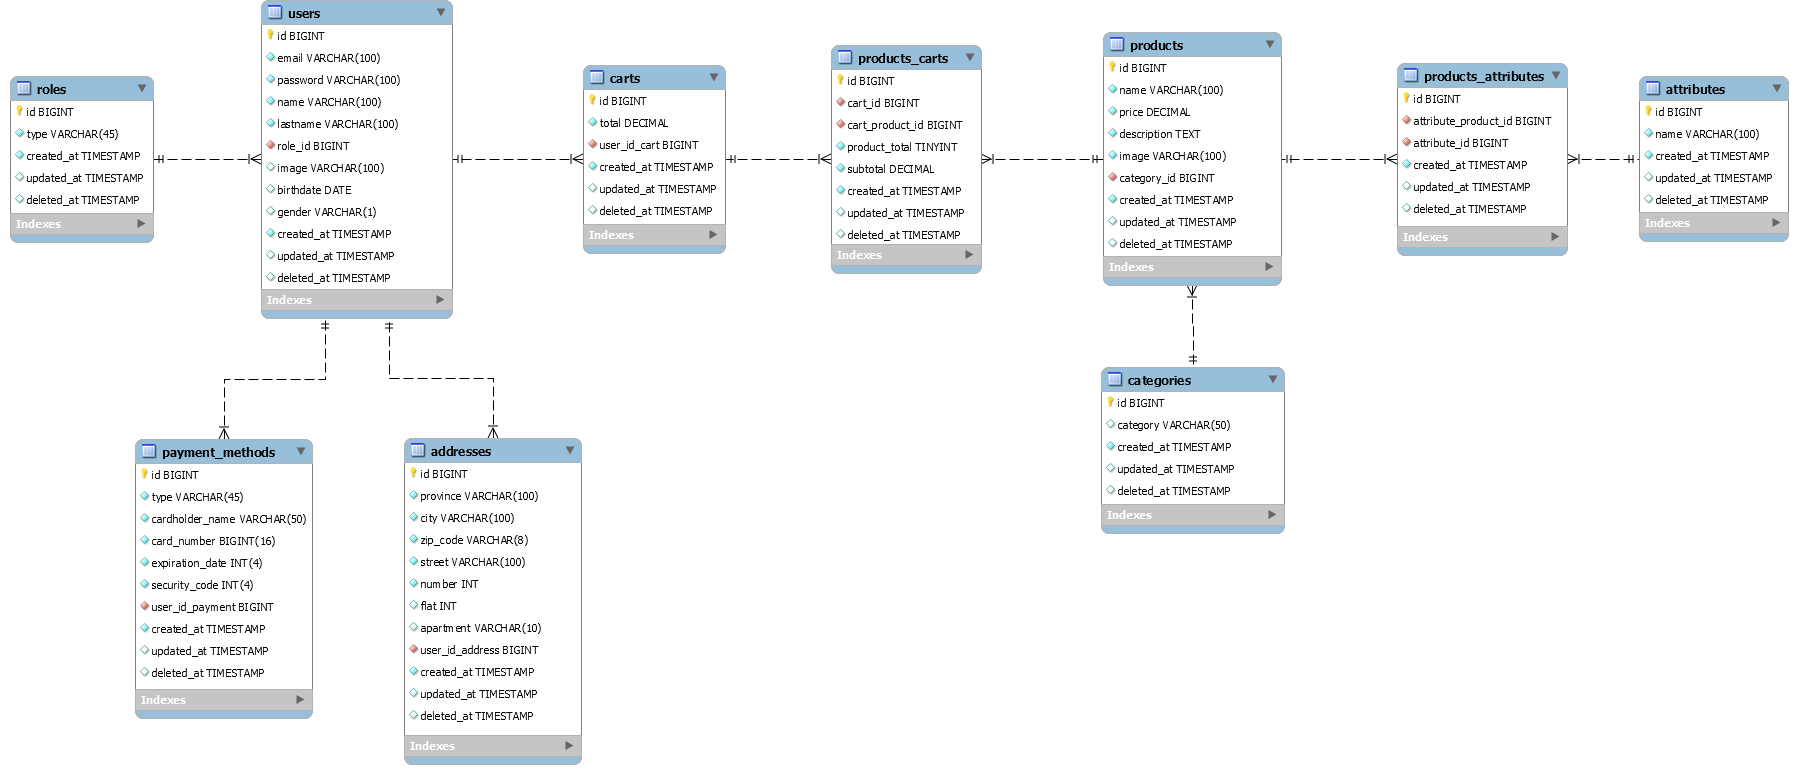 roles
id BIGINT
type VARCHAR(45)
created_at TIMESTAMP
updated_at TIMESTAMP
deleted_at TIMESTAMP
Indexes
users
id BIGINT
email VARCHAR(100)
password VARCHAR(100)
name VARCHAR(100)
lastname VARCHAR(100)
role_id BIGINT
image VARCHAR(100)
birthdate DATE
gender VARCHAR(1)
created_at TIMESTAMP
updated_at TIMESTAMP
deleted_at TIMESTAMP
Indexes
carts
id BIGINT
total DECIMAL
user_id_cart BIGINT
created_at TIMESTAMP
updated_at TIMESTAMP
deleted_at TIMESTAMP
Indexes
products_carts
id BIGINT
cart_id BIGINT
cart_product_id BIGINT
product_total TINYINT
subtotal DECIMAL
created_at TIMESTAMP
updated_at TIMESTAMP
deleted_at TIMESTAMP
Indexes
products
id BIGINT
name VARCHAR(100)
price DECIMAL
description TEXT
image VARCHAR(100)
category_id BIGINT
created_at TIMESTAMP
updated_at TIMESTAMP
deleted_at TIMESTAMP
Indexes
products_attributes
id BIGINT
attribute_product_id BIGINT
attribute_id BIGINT
created_at TIMESTAMP
updated_at TIMESTAMP
deleted_at TIMESTAMP
Indexes
attributes
id BIGINT
name VARCHAR(100)
created_at TIMESTAMP
updated_at TIMESTAMP
deleted_at TIMESTAMP
Indexes
payment_methods
id BIGINT
type VARCHAR(45)
cardholder_name VARCHAR(50)
card_number BIGINT(16)
expiration_date INT(4)
security_code INT(4)
user_id_payment BIGINT
created_at TIMESTAMP
updated_at TIMESTAMP
deleted_at TIMESTAMP
Indexes
addresses
id BIGINT
province VARCHAR(100)
city VARCHAR(100)
zip_code VARCHAR(8)
street VARCHAR(100)
number INT
flat INT
apartment VARCHAR(10)
user_id_address BIGINT
created_at TIMESTAMP
updated_at TIMESTAMP
deleted_at TIMESTAMP
Indexes
categories
id BIGINT
category VARCHAR(50)
created_at TIMESTAMP
updated_at TIMESTAMP
deleted_at TIMESTAMP
Indexes